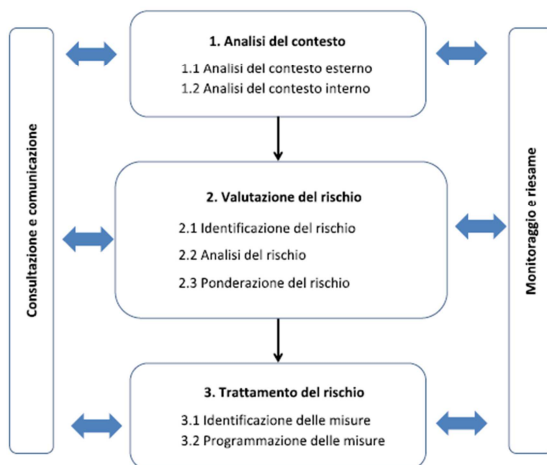 Consultazione e comunicazione
1. Analisi del contesto
1.1 Analisi del contesto esterno
1.2 Analisi del contesto interno
2. Valutazione del rischio
2.1 Identificazione del rischio
2.2 Analisi del rischio
2.3 Ponderazione del rischio
3. Trattamento del rischio
3.1 Identificazione delle misure
3.2 Programmazione delle misure
Monitoraggio e riesame